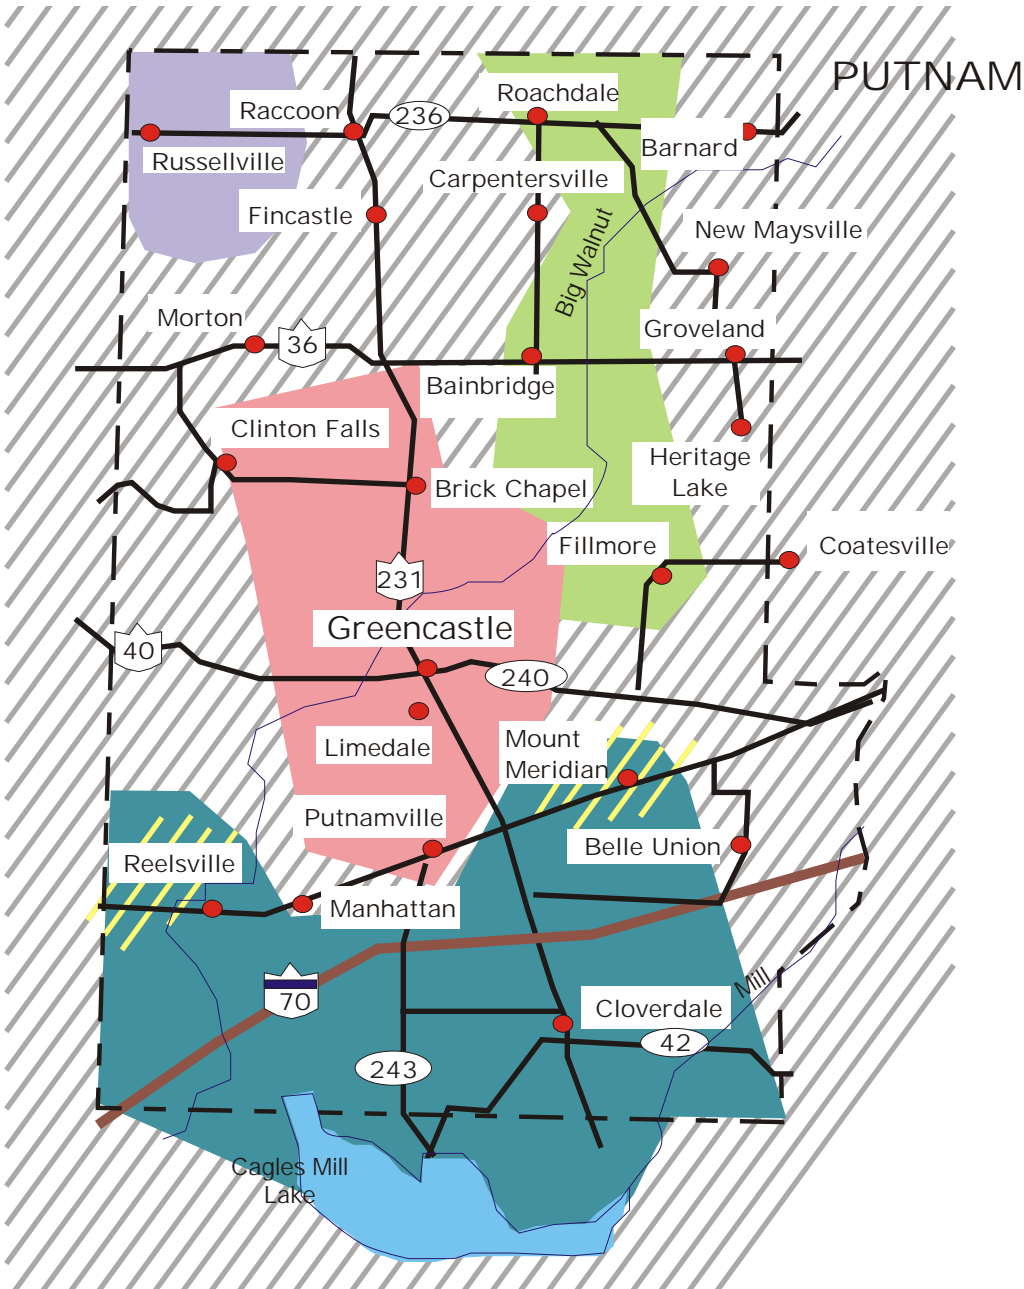 PUTNAM
Roachdale
Raccoon
236
Barnard
Russellville
Carpentersville
Fincastle
New Maysville
Big Walnut
Morton
Groveland
36
Bainbridge
Clinton Falls
Heritage
Lake
Brick Chapel
Fillmore
Coatesville
231
Greencastle
40
240
Limedale
Mount
Meridian
Putnamville
Belle Union
Reelsville
Manhattan
Mill
70
Cloverdale
42
243
Cagles Mill
Lake